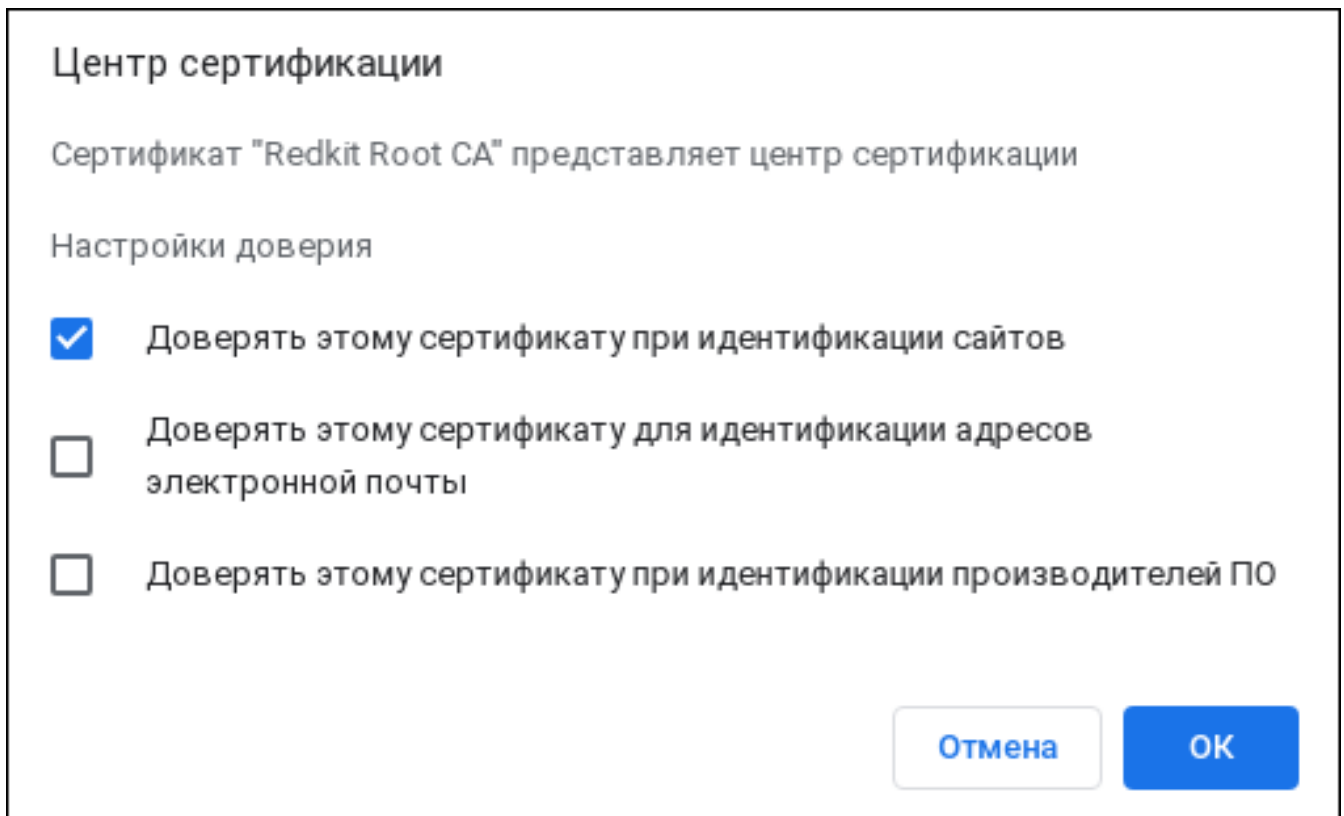 Центр сертификации
Сертификат "Redkit Root CA" представляет центр сертификации
Настройки доверия
Доверять этому сертификату при идентификации сайтов
Доверять этому сертификату для идентификации адресов
электронной почты
Доверять этому сертификату при идентификации производителей ПО
Отмена
ОК